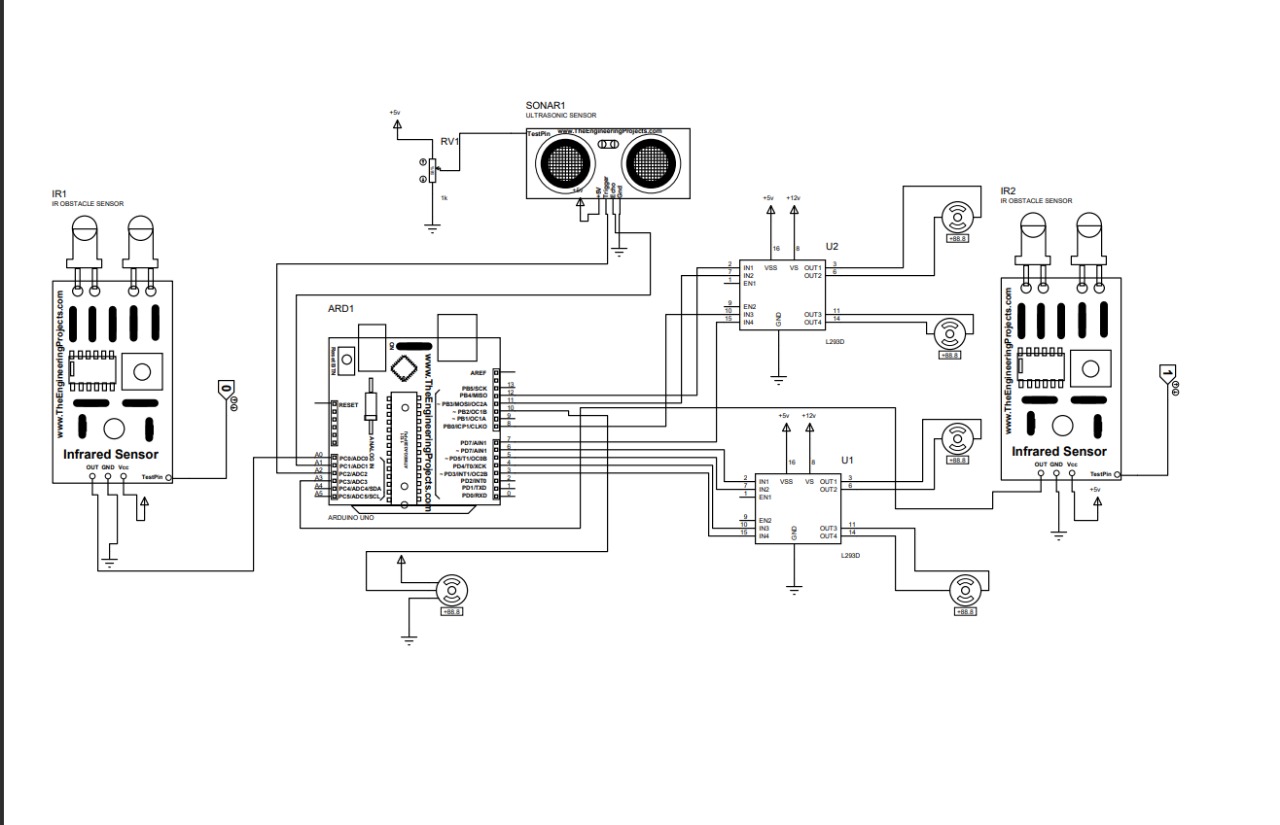 SONAR1
ULTRASONIC SENSOR
+5v
RV1
1k
TestPin
www.TheEngineeringProjects.com
+5v
+5V
Trigger
Echo
Gnd
IR1
IR OBSTACLE SENSOR
www.TheEngineeringProjects.com
Infrared Sensor
OUT GND Vcc
TestPin
0
ARD1
ON
Reset BTN
www.TheEngineeringProjects.com
ANALOG IN
RESET
AREF
PB5/SCK 13
PB4/MISO 12
~ PB3/MOSI/OC2A 11
~ PB2/OC1B 10
~ PB1/OC1A 9
PB0/ICP1/CLKO 8
PD7/AIN1 7
~ PD7/AIN1 6
~ PD5/T1/OC0B 5
PD4/T0/XCK 4
~ PD3/INT1/OC2B 3
PD2/INT0 2
PD1/TXD 1
PD0/RXD 0
A0 PC0/ADC0
A1 PC1/ADC1
A2 PC2/ADC2
A3 PC3/ADC3
A4 PC4/ADC4/SDA
A5 PC5/ADC5/SCL
ARDUINO UNO
+88.8
+5v +12v
16 8
U2
2 IN1 VSS VS OUT1 3
7 IN2 OUT2 6
1 EN1
9 EN2
10 IN3 OUT3 11
15 IN4 OUT4 14
GND
L293D
+88.8
+88.8
+5v +12v
16 8
U1
2 IN1 VSS VS OUT1 3
7 IN2 OUT2 6
1 EN1
9 EN2
10 IN3 OUT3 11
15 IN4 OUT4 14
GND
L293D
+88.8
+88.8
IR2
IR OBSTACLE SENSOR
www.TheEngineeringProjects.com
Infrared Sensor
OUT GND Vcc
TestPin
+5v
1